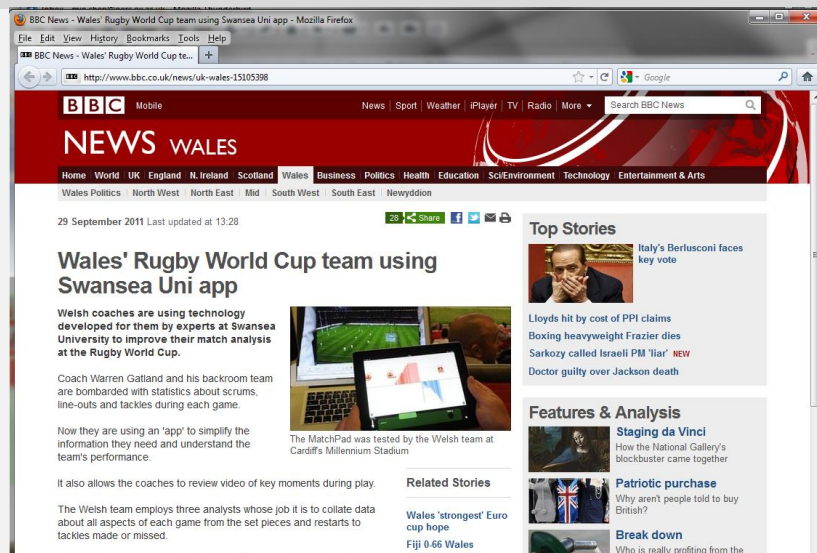 BBC News - Wales' Rugby World Cup team using Swansea Uni app - Mozilla Firefox
File Edit View History Bookmarks Tools Help
BBC News - Wales' Rugby World Cup te... +
http://www.bbc.co.uk/news/uk-wales-15105398
Google
BBC Mobile
News Sport Weather iPlayer TV Radio More
Search BBC News
NEWS WALES
Home World UK England N. Ireland Scotland Wales Business Politics Health Education Sci/Environment Technology Entertainment & Arts
Wales Politics North West North East Mid South West South East Newyddion
29 September 2011 Last updated at 13:28
28 Share
Wales' Rugby World Cup team using
Swansea Uni app
Welsh coaches are using technology
developed for them by experts at Swansea
University to improve their match analysis
at the Rugby World Cup.
Coach Warren Gatland and his backroom team
are bombarded with statistics about scrums,
line-outs and tackles during each game.
Now they are using an 'app' to simplify the
information they need and understand the
team's performance.
The MatchPad was tested by the Welsh team at
Cardiff's Millennium Stadium
It also allows the coaches to review video of key moments during play.
The Welsh team employs three analysts whose job it is to collate data
about all aspects of each game from the set pieces and restarts to
tackles made or missed.
Related Stories
Wales 'strongest' Euro
cup hope
Fiji 0-66 Wales
Top Stories
Italy's Berlusconi faces
key vote
Lloyds hit by cost of PPI claims
Boxing heavyweight Frazier dies
Sarkozy called Israeli PM 'liar' NEW
Doctor guilty over Jackson death
Features & Analysis
Staging da Vinci
How the National Gallery's
blockbuster came together
Patriotic purchase
Why aren't people told to buy
British?
Break down
Who is really profiting from the